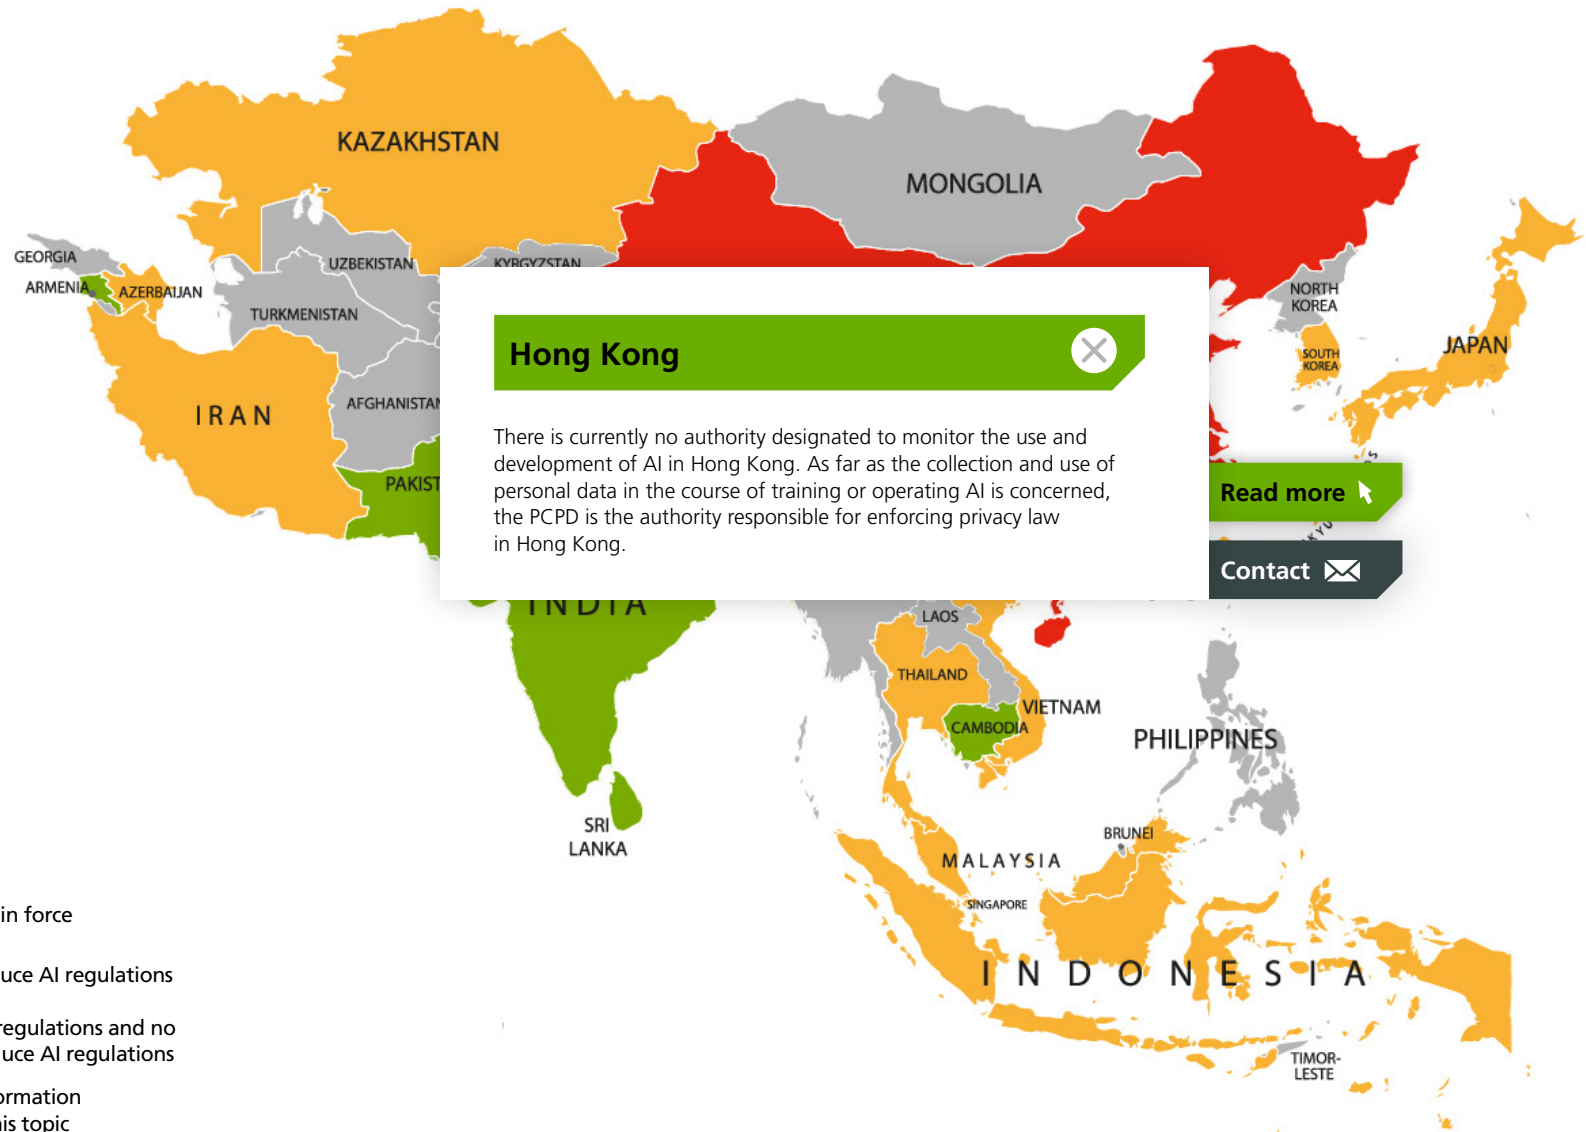 KAZAKHSTAN
MONGOLIA
GEORGIA
UZBEKISTAN
KYRGYZSTAN
ARMENIA
AZERBAIJAN
TURKMENISTAN
NORTH
KOREA
SOUTH
KOREA
JAPAN
IRAN
AFGHANISTAN
PAKIST
Hong Kong
There is currently no authority designated to monitor the use and
development of AI in Hong Kong. As far as the collection and use of
personal data in the course of training or operating AI is concerned,
the PCPD is the authority responsible for enforcing privacy law
in Hong Kong.
Read more
Contact
INDIA
LAOS
THAILAND
VIETNAM
CAMBODIA
PHILIPPINES
SRI
LANKA
BRUNEI
MALAYSIA
SINGAPORE
INDONESIA
TIMOR-
LESTE
in force
uce AI regulations
regulations and no
uce AI regulations
ormation
his topic